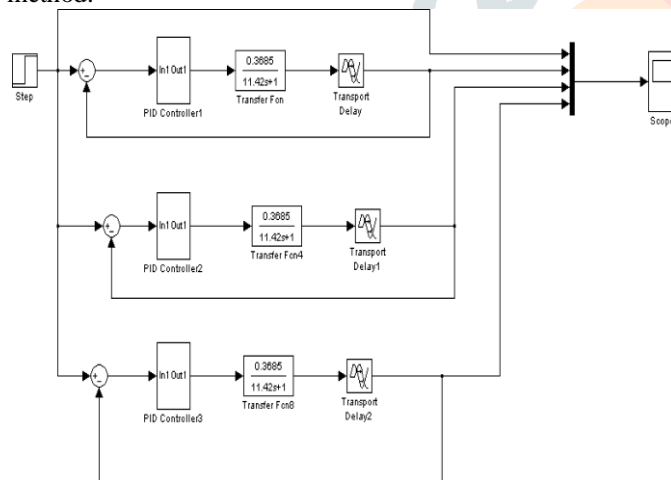 method.
Step
In1 Out1
PID Controller1
0.3685
11.42s+1
Transfer Fcn
Transport
Delay
Scope
In1 Out1
PID Controller2
0.3685
11.42s+1
Transfer Fcn4
Transport
Delay1
In1 Out1
PID Controller3
0.3685
11.42s+1
Transfer Fcn8
Transport
Delay2